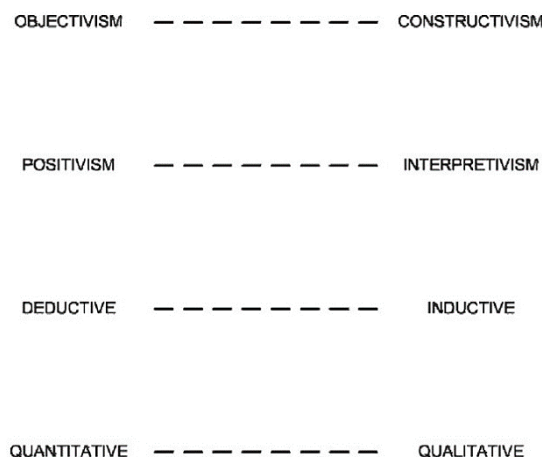 OBJECTIVISM CONSTRUCTIVISM
POSITIVISM INTERPRETIVISM
DEDUCTIVE INDUCTIVE
QUANTITATIVE QUALITATIVE